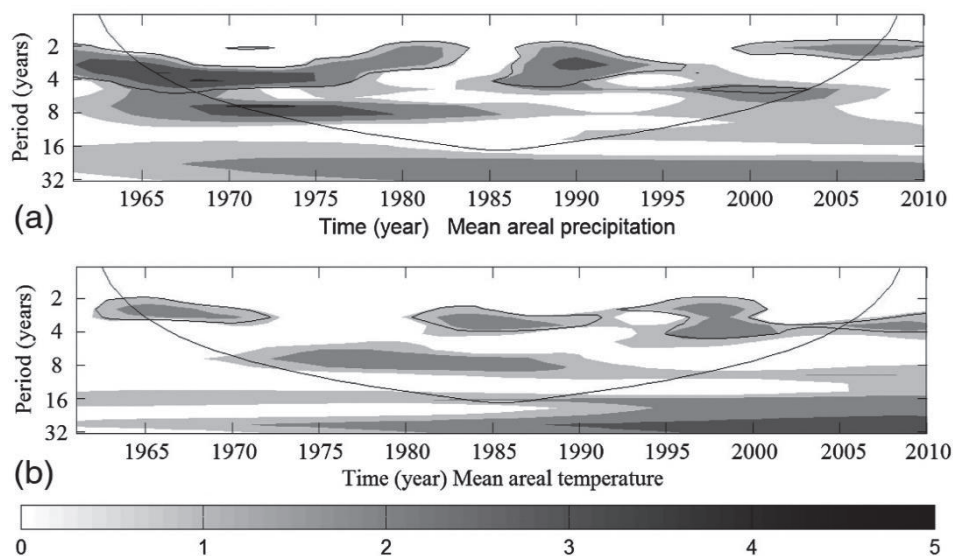 Period (years)
2
4
8
16
32
1965 1970 1975 1980 1985 1990 1995 2000 2005 2010
(a)
Time (year) Mean areal precipitation
Period (years)
2
4
8
16
32
1965 1970 1975 1980 1985 1990 1995 2000 2005 2010
(b)
Time (year) Mean areal temperature
0 1 2 3 4 5